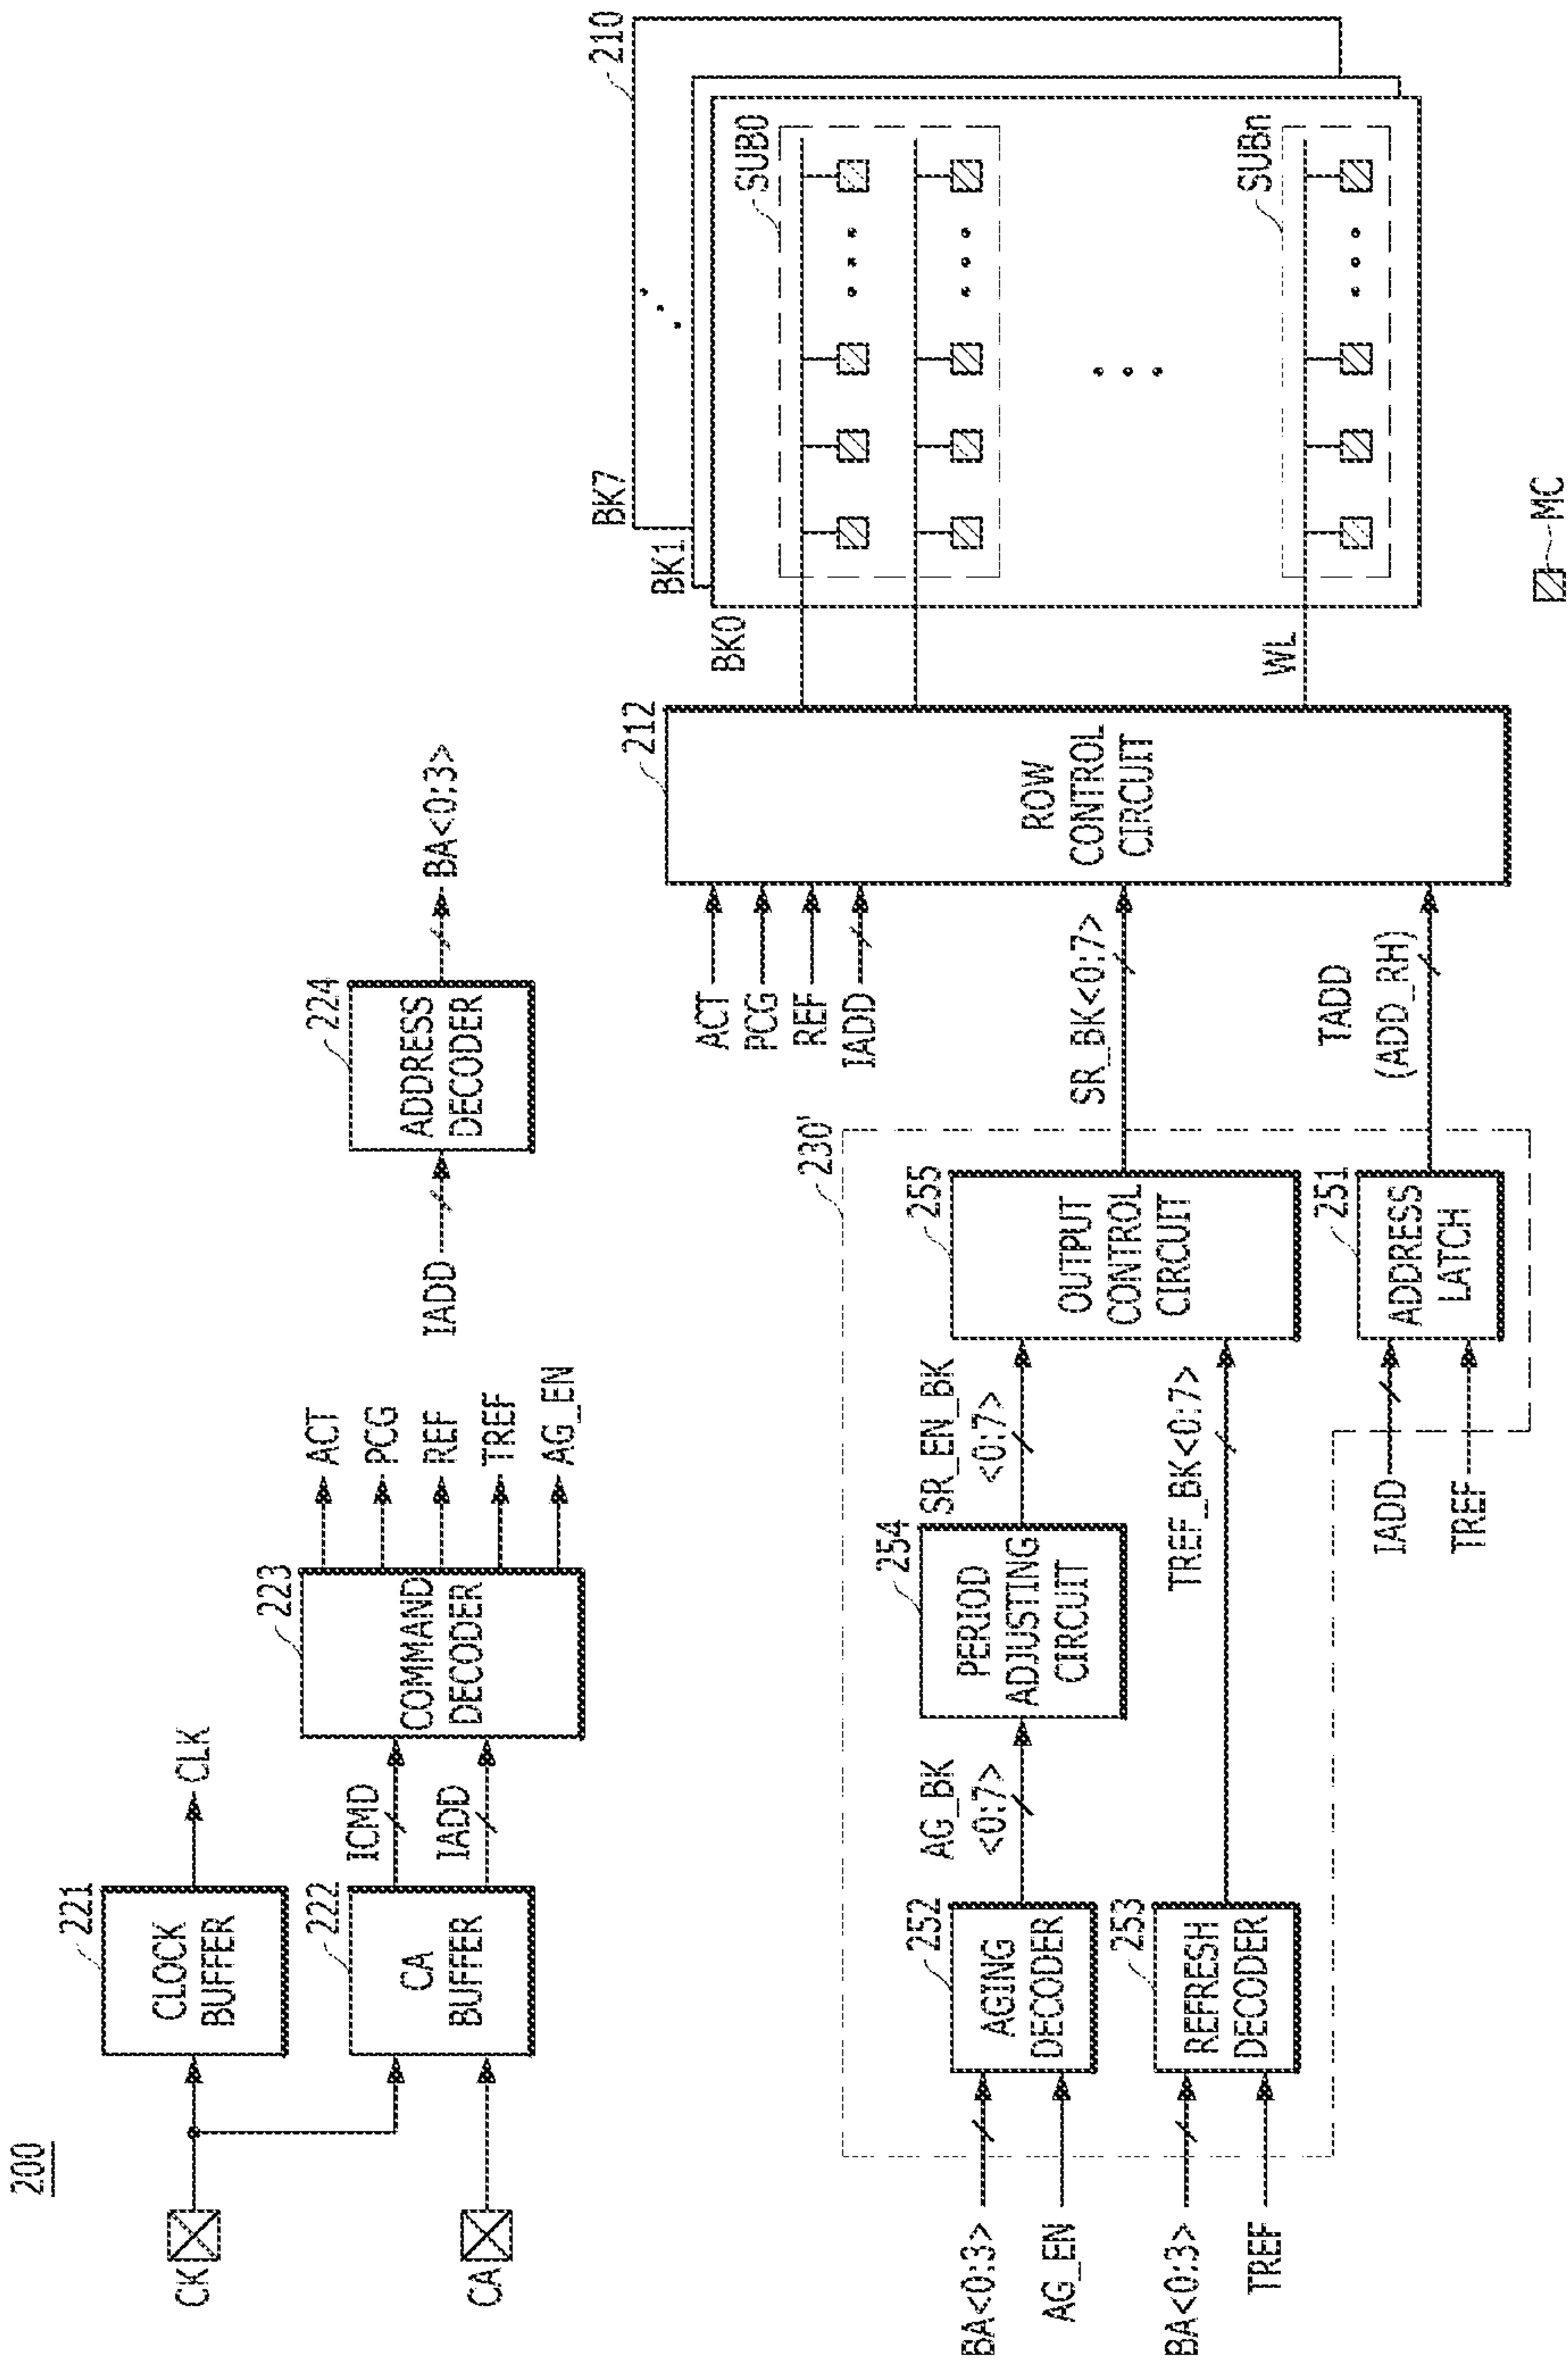 200
CK
CA
221
CLOCK
BUFFER
CLK
222
CA
BUFFER
ICMD
IADD
223
COMMAND
DECODER
ACT
PCG
REF
TREF
AG_EN
IADD
224
ADDRESS
DECODER
BA<0:3>
BA<0:3>
AG_EN
BA<0:3>
TREF
252
AGING
DECODER
253
REFRESH
DECODER
AG_BK
<0:7>
254
PERIOD
ADJUSTING
CIRCUIT
SR_EN_BK
<0:7>
TREF_BK<0:7>
230'
255
OUTPUT
CONTROL
CIRCUIT
IADD
TREF
251
ADDRESS
LATCH
SR_BK<0:7>
TADD
(ADD_RH)
ACT
PCG
REF
IADD
212
ROW
CONTROL
CIRCUIT
BK0
BK1
BK7
210
WL
SUB0
SUBn
MC